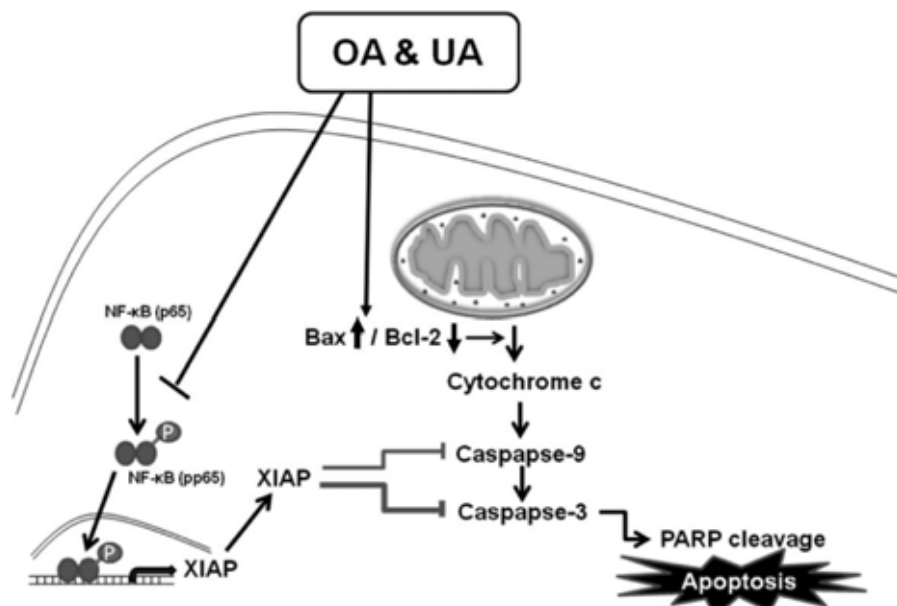 OA & UA
NF-κB (p65)
Bax / Bcl-2
Cytochrome c
P
NF-κB (pp65)
XIAP
Caspapse-9
Caspapse-3
PARP cleavage
Apoptosis
P
XIAP